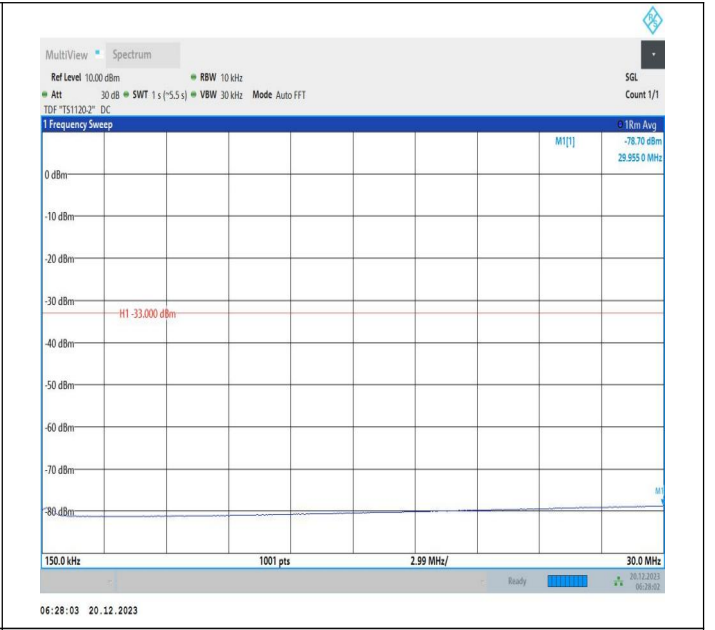 MultiView Spectrum
Ref Level 10.00 dBm RBW 10 kHz SGL
Att 30 dB SWT 1 s (~5.5 s) VBW 30 kHz Mode Auto FFT Count 1/1
TDF "TS1120-2" DC
1 Frequency Sweep 1Rm Avg
M1[1] -78.70 dBm
29.955 0 MHz
0 dBm
-10 dBm
-20 dBm
-30 dBm
H1 -33.000 dBm
-40 dBm
-50 dBm
-60 dBm
-70 dBm
M1
-80 dBm
150.0 kHz 1001 pts 2.99 MHz/ 30.0 MHz
Ready 20.12.2023
06:28:02
06:28:03 20.12.2023